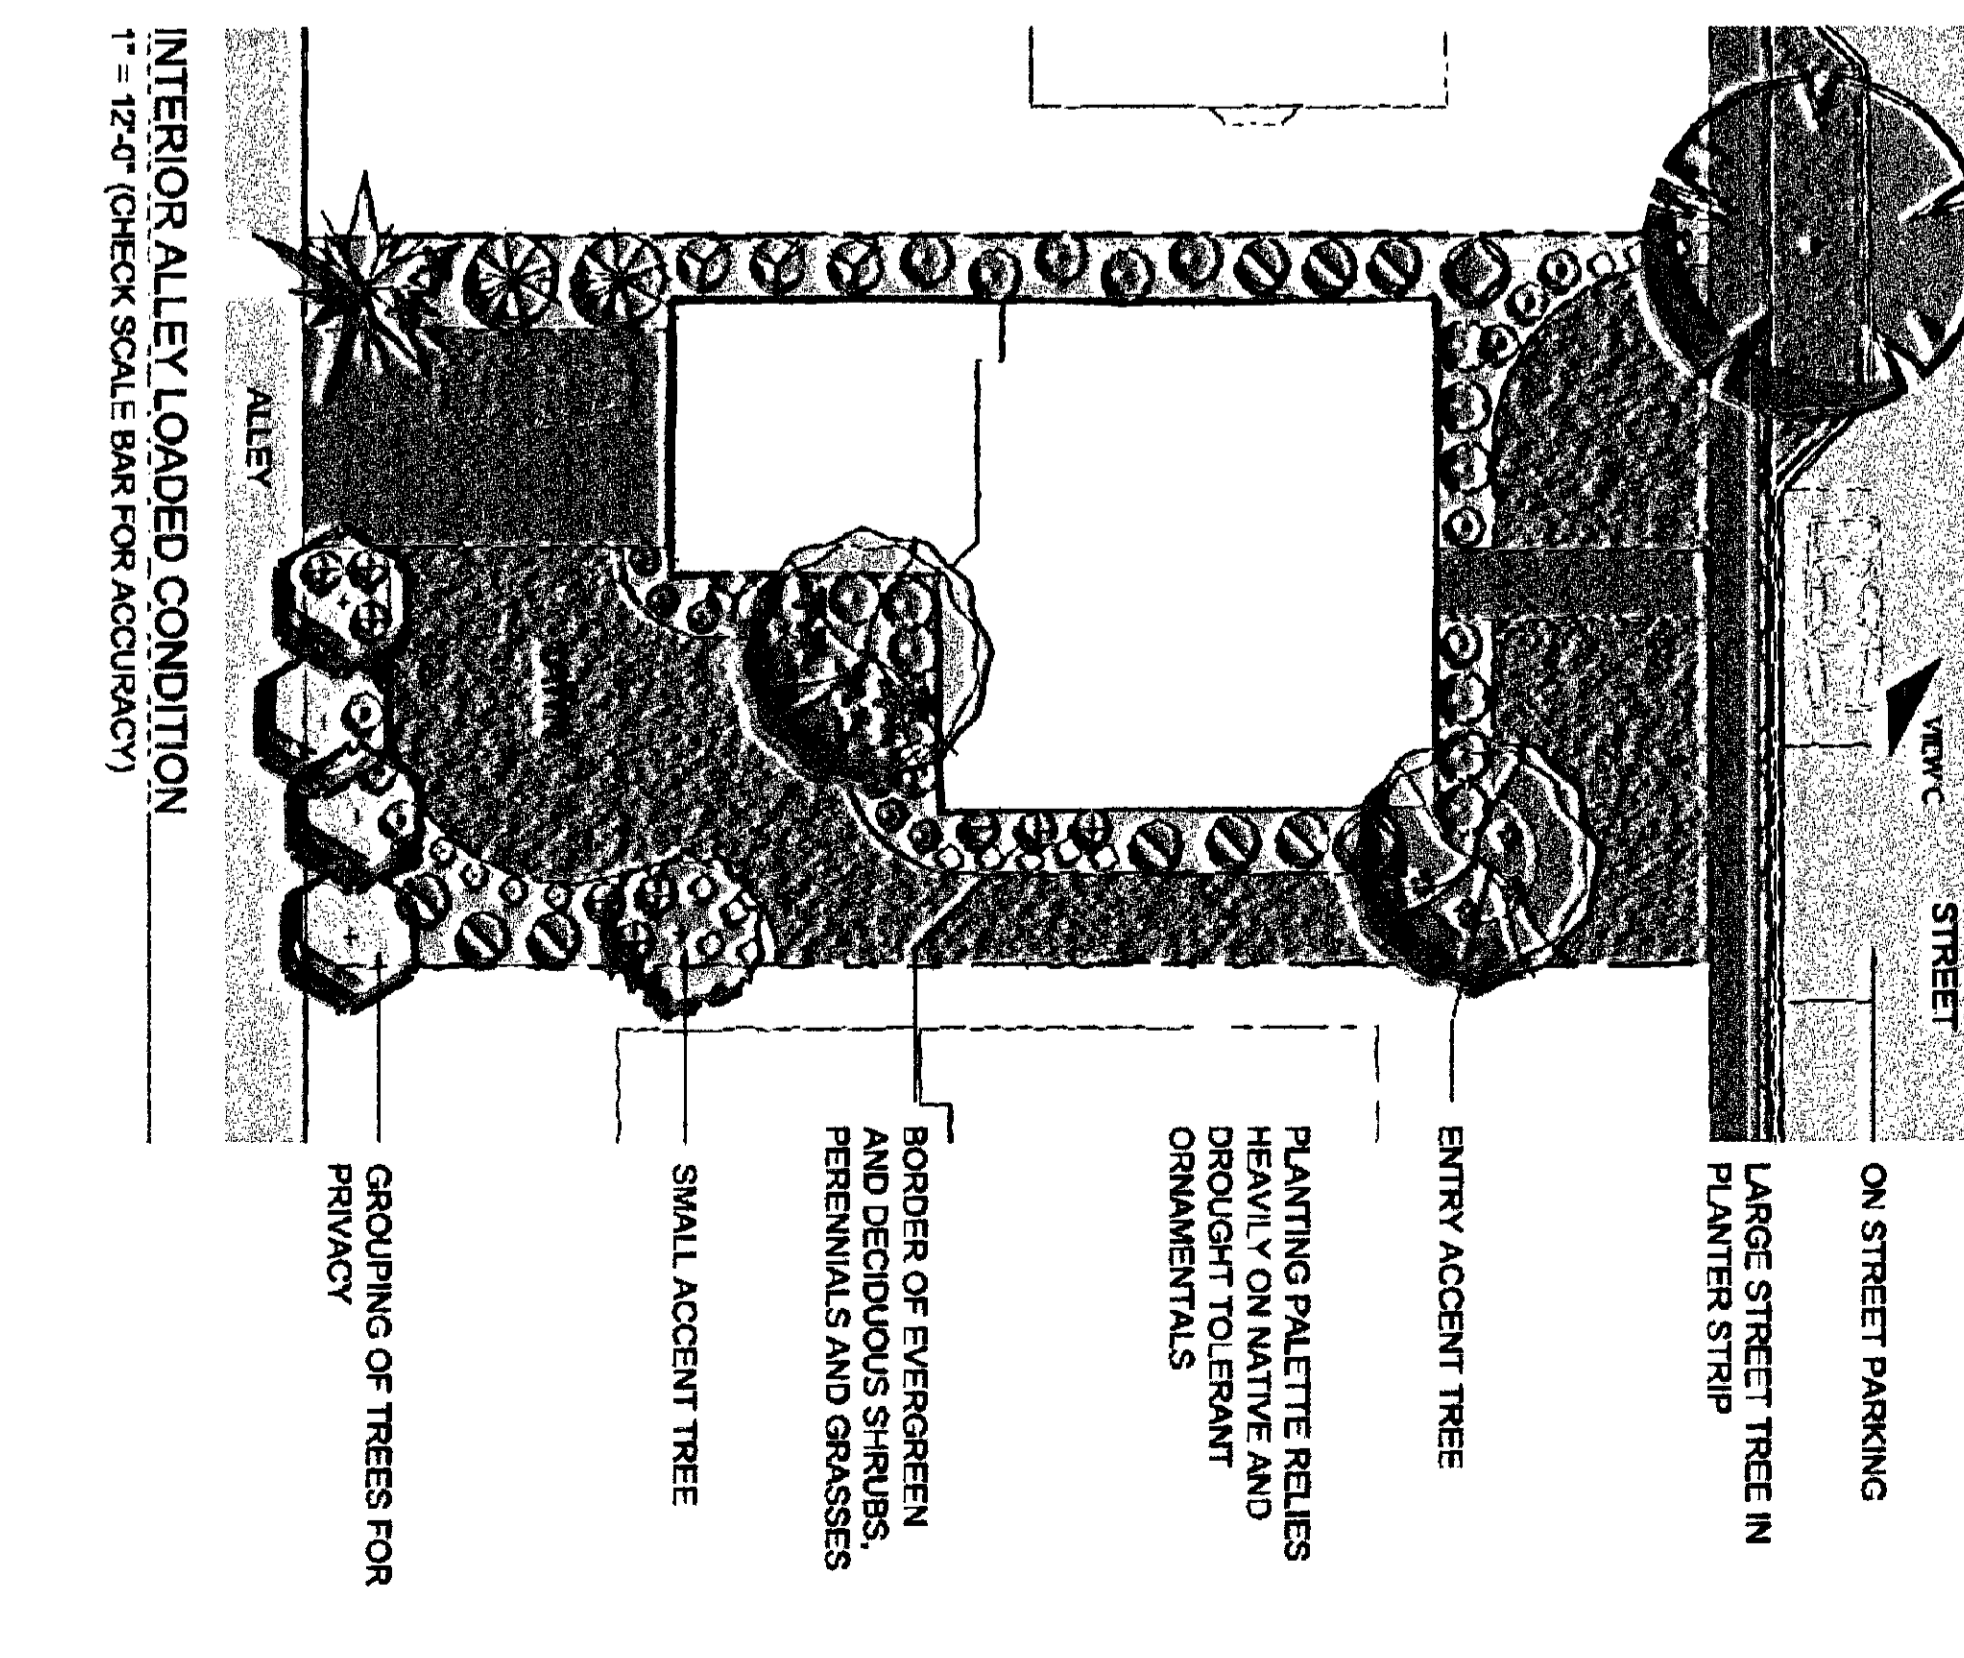 STREET
VIEW C
ON STREET PARKING
LARGE STREET TREE IN
PLANTER STRIP
ENTRY ACCENT TREE
PLANTING PALETTE RELIES
HEAVILY ON NATIVE AND
DROUGHT TOLERANT
ORNAMENTALS
BORDER OF EVERGREEN
AND DECIDUOUS SHRUBS,
PERENNIALS AND GRASSES
SMALL ACCENT TREE
GROUPING OF TREES FOR
PRIVACY
ALLEY
INTERIOR ALLEY LOADED CONDITION
1" = 12'-0" (CHECK SCALE BAR FOR ACCURACY)